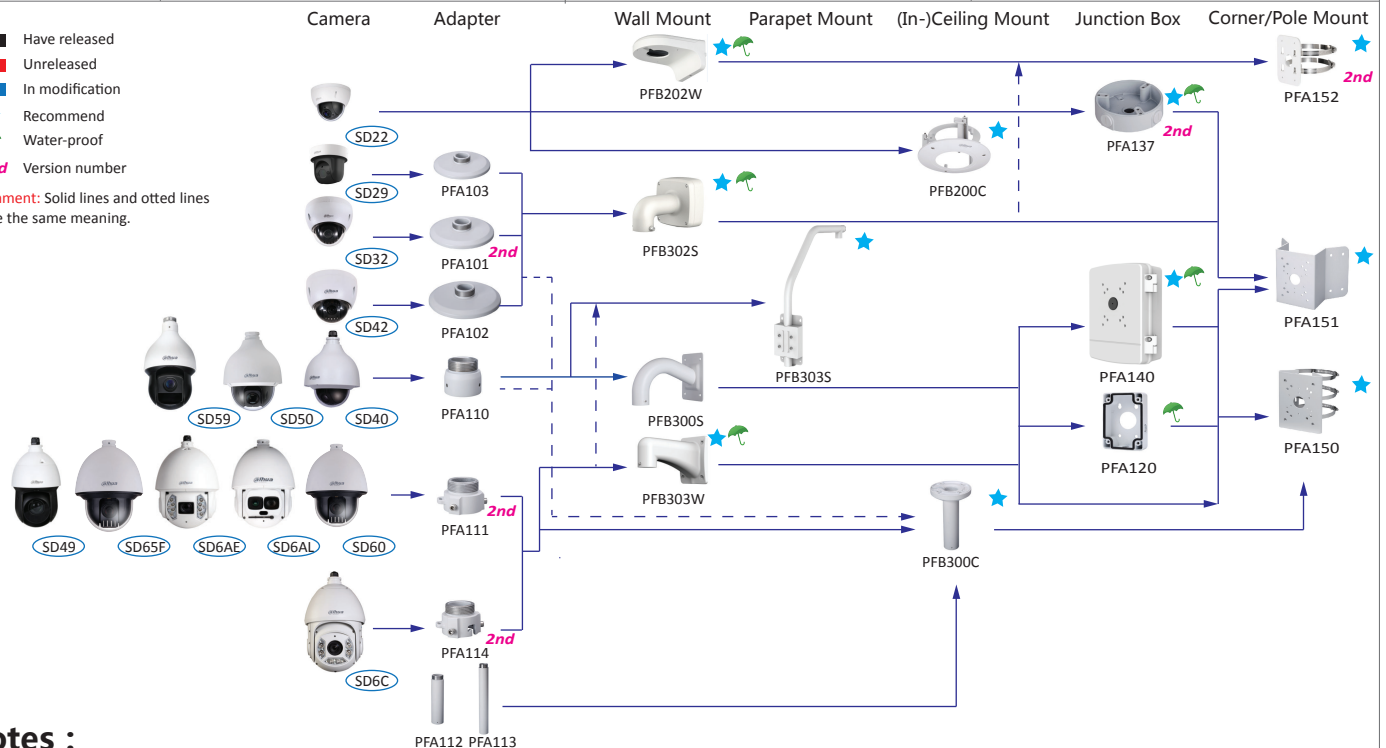 Camera Adapter Wall Mount Parapet Mount (In-)Ceiling Mount Junction Box Corner/Pole Mount
Have released
Unreleased
In modification
Recommend
Water-proof
Version number
Solid lines and otted lines
the same meaning.
PFB202W
2nd
PFA152
SD22
2nd
PFA137
PFB200C
SD29
PFA103
SD32
2nd
PFA101
PFB302S
SD42
PFA102
PFA151
SD59
SD50
SD40
PFA110
PFB300S
PFB303S
PFA140
PFA150
PFA120
PFB303W
SD49
SD65F
SD6AE
SD6AL
SD60
2nd
PFA111
PFB300C
SD6C
2nd
PFA114
PFA112 PFA113
otes :